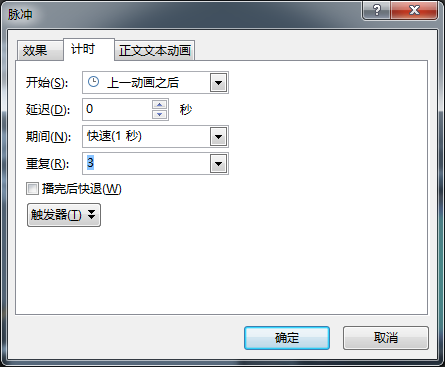 脉冲
效果 计时 正文文本动画
开始(S): 上一动画之后
延迟(D): 0 秒
期间(N): 快速(1 秒)
重复(R): 3
播完后快退(W)
触发器(T)
确定 取消